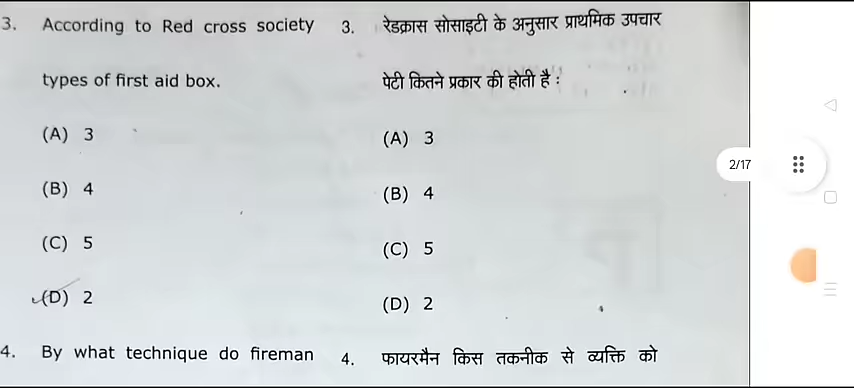 3. According to Red cross society
types of first aid box.
(A) 3
(B) 4
(C) 5
(D) 2
4. By what technique do fireman
3. रेडक्रास सोसाइटी के अनुसार प्राथमिक उपचार
पेटी कितने प्रकार की होती है :
(A) 3
(B) 4
(C) 5
(D) 2
4. फायरमैन किस तकनीक से व्यक्ति को
2/17